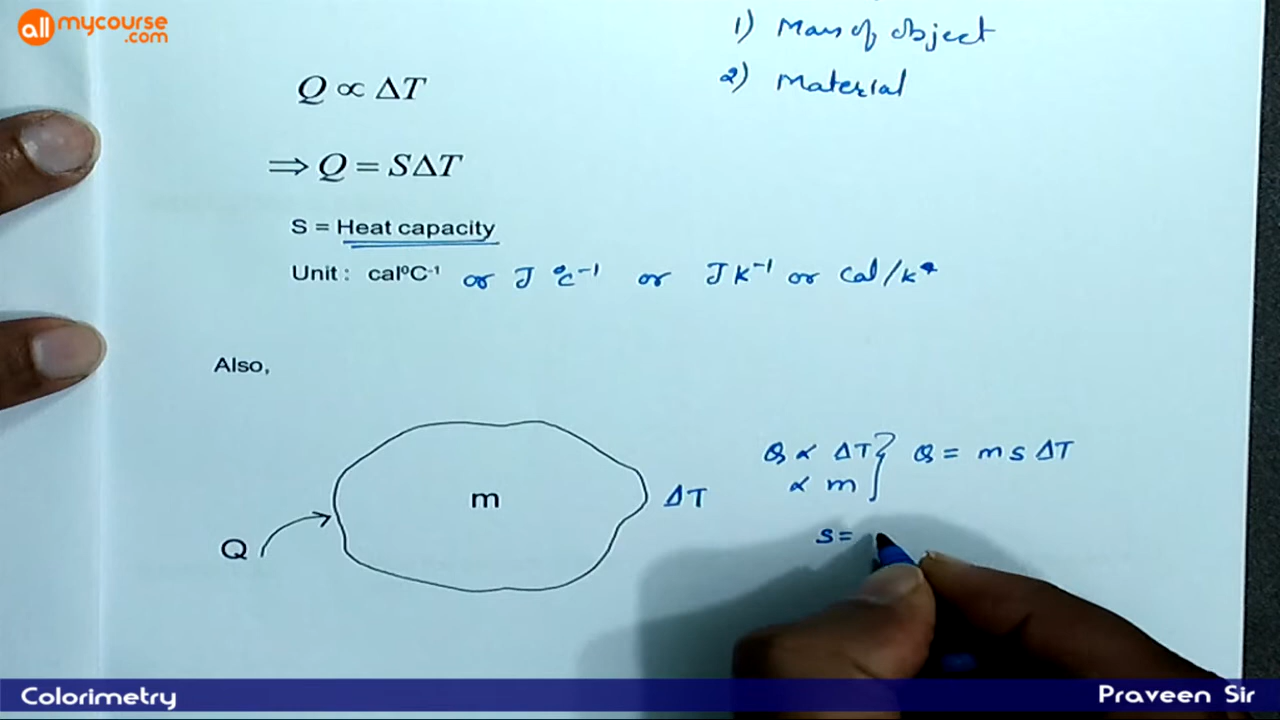 allmycourse.com
1) Mass of object
2) Material
Q ∝ ΔT
⇒ Q = SΔT
S = Heat capacity
Unit : cal⁰C⁻¹ or J °C⁻¹ or J K⁻¹ or Cal/K
Also,
Q ∝ ΔT } Q = m s ΔT
∝ m
m
ΔT
Q
s =
Colorimetry
Praveen Sir